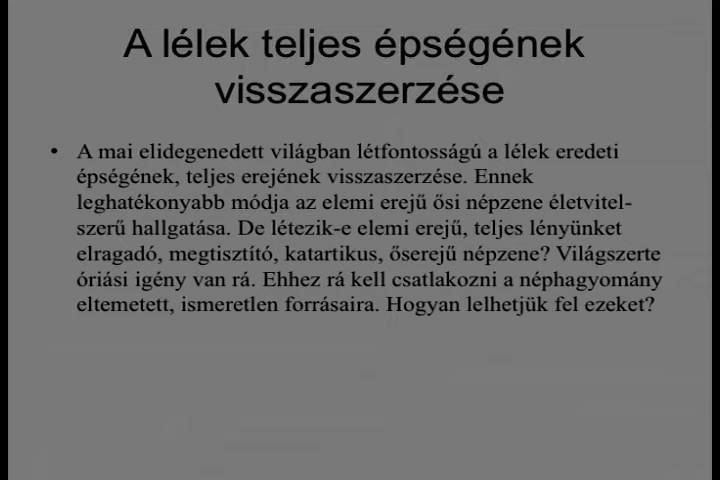 A lélek teljes épségének
visszaszerzése
• A mai elidegenedett világban létfontosságú a lélek eredeti
épségének, teljes erejének visszaszerzése. Ennek
leghatékonyabb módja az elemi erejű ősi népzene életvitel-
szerű hallgatása. De létezik-e elemi erejű, teljes lényünket
elragadó, megtisztító, katartikus, őserejű népzene? Világszerte
óriási igény van rá. Ehhez rá kell csatlakozni a néphagyomány
eltemetett, ismeretlen forrásaira. Hogyan lelhetjük fel ezeket?